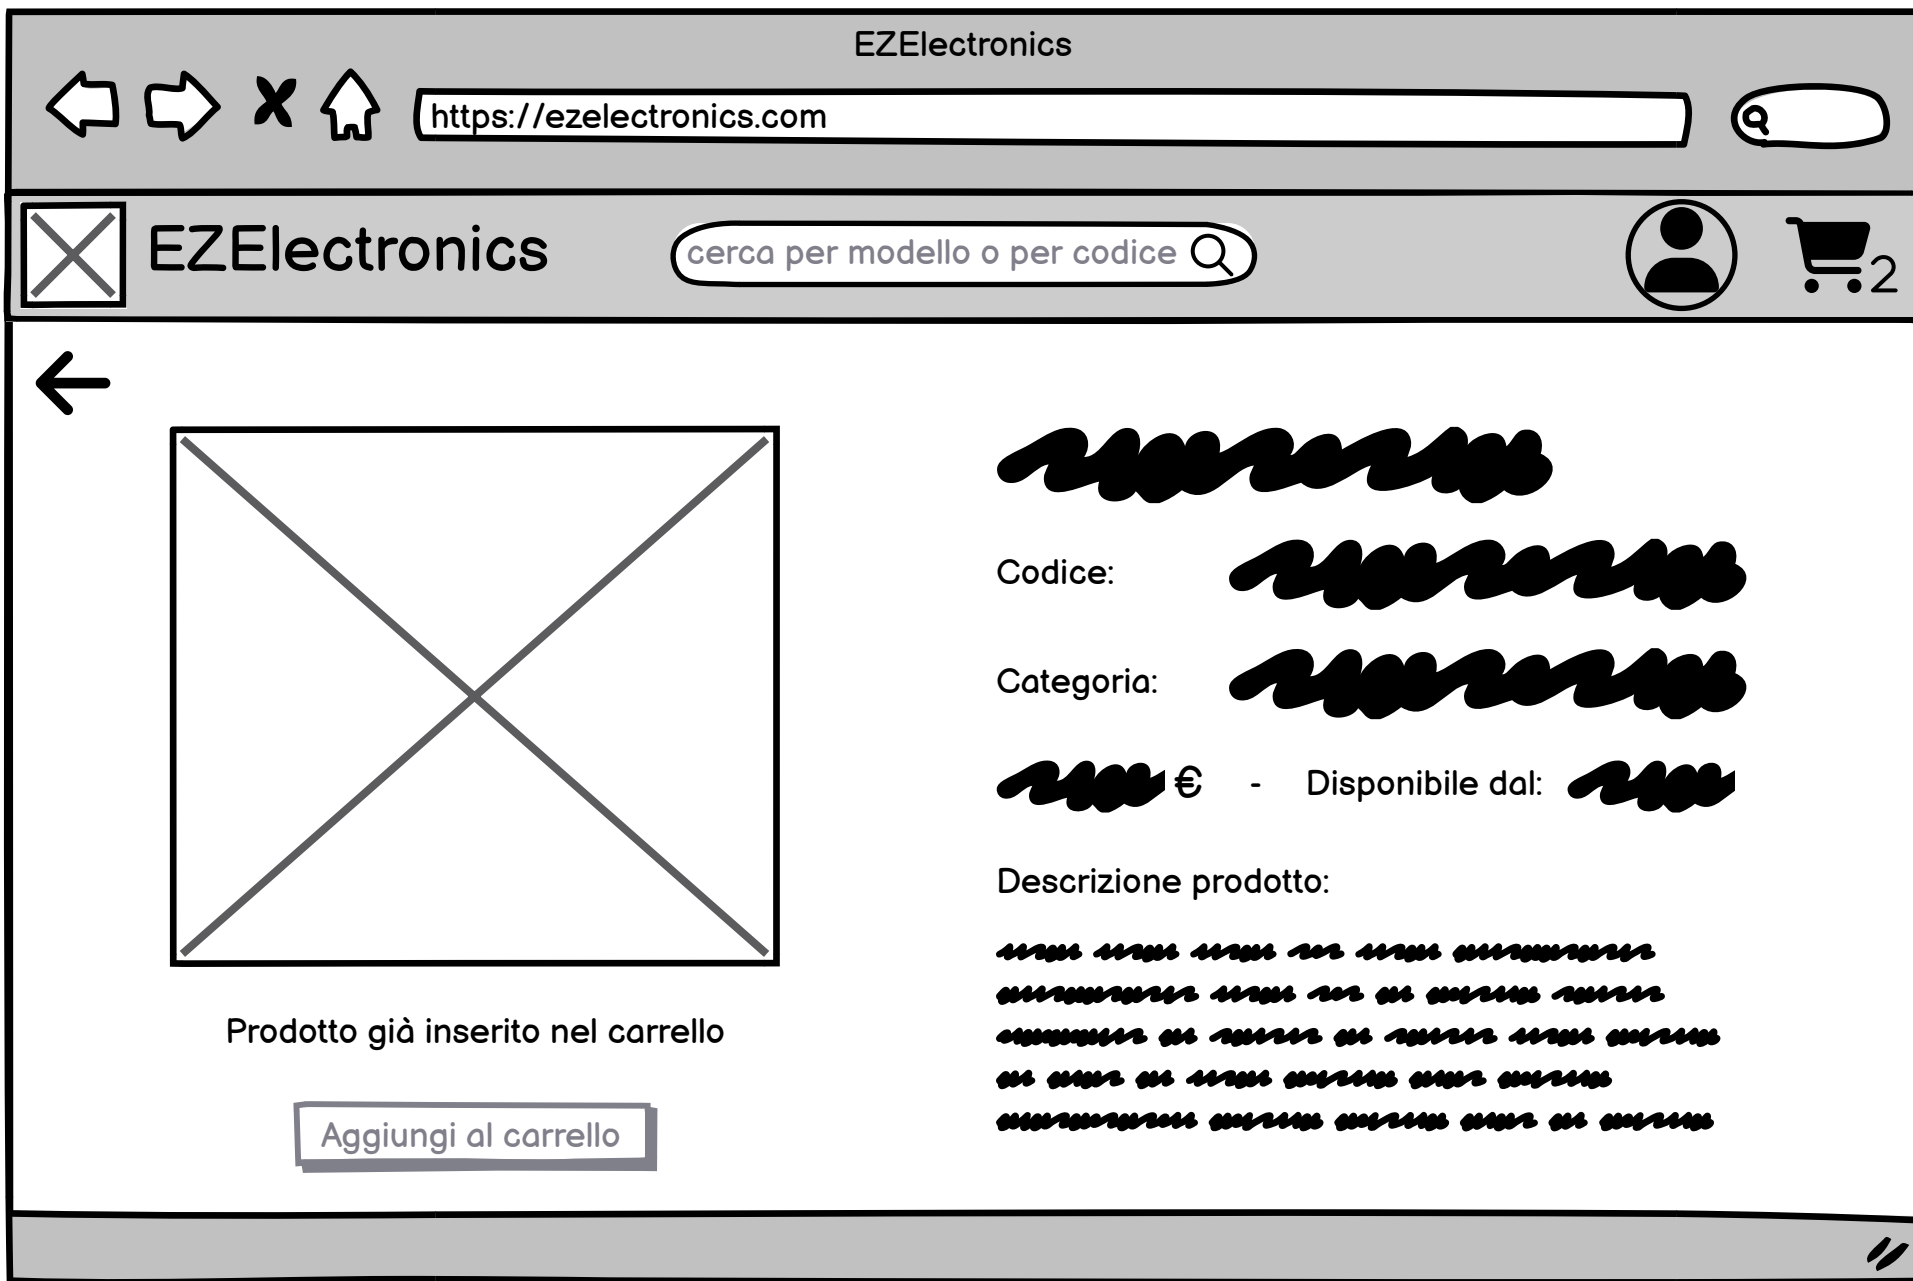 EZElectronics
https://ezelectronics.com
EZElectronics
cerca per modello o per codice
2
Codice:
Categoria:
€ - Disponibile dal:
Descrizione prodotto:
Prodotto già inserito nel carrello
Aggiungi al carrello